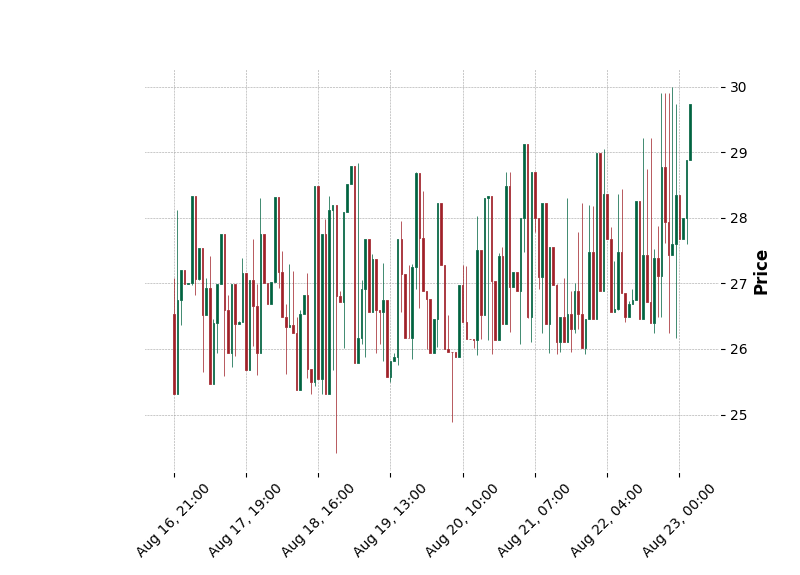 30
29
28
27
26
25
Price
Aug 16, 21:00
Aug 17, 19:00
Aug 18, 16:00
Aug 19, 13:00
Aug 20, 10:00
Aug 21, 07:00
Aug 22, 04:00
Aug 23, 00:00